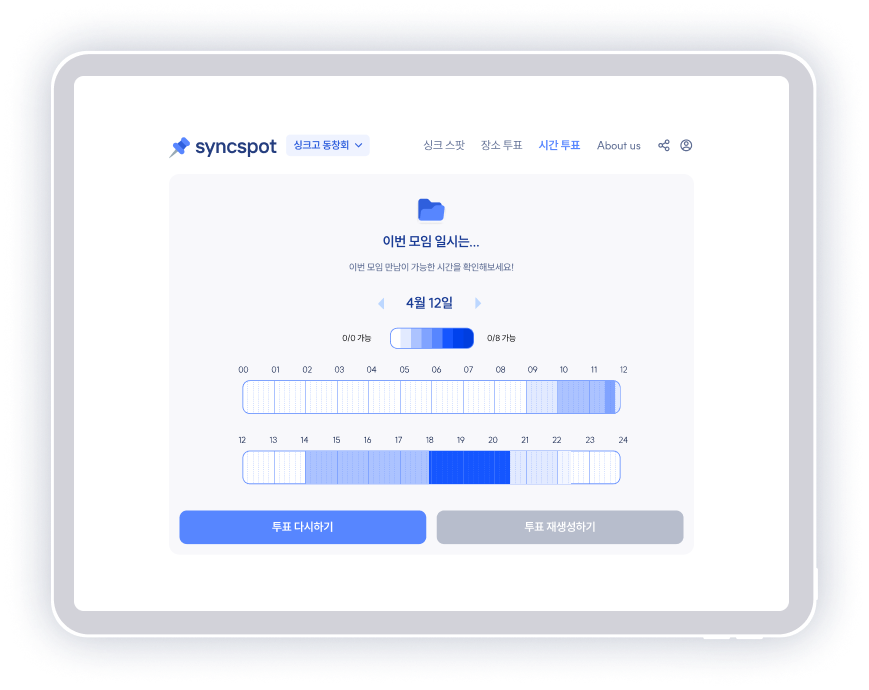 syncspot 싱크고 동창회 싱크 스팟 장소 투표 시간 투표 About us
이번 모임 일시는...
이번 모임 만남이 가능한 시간을 확인해보세요!
4월 12일
0/0 가능 0/8 가능
00 01 02 03 04 05 06 07 08 09 10 11 12
12 13 14 15 16 17 18 19 20 21 22 23 24
투표 다시하기 투표 재생성하기